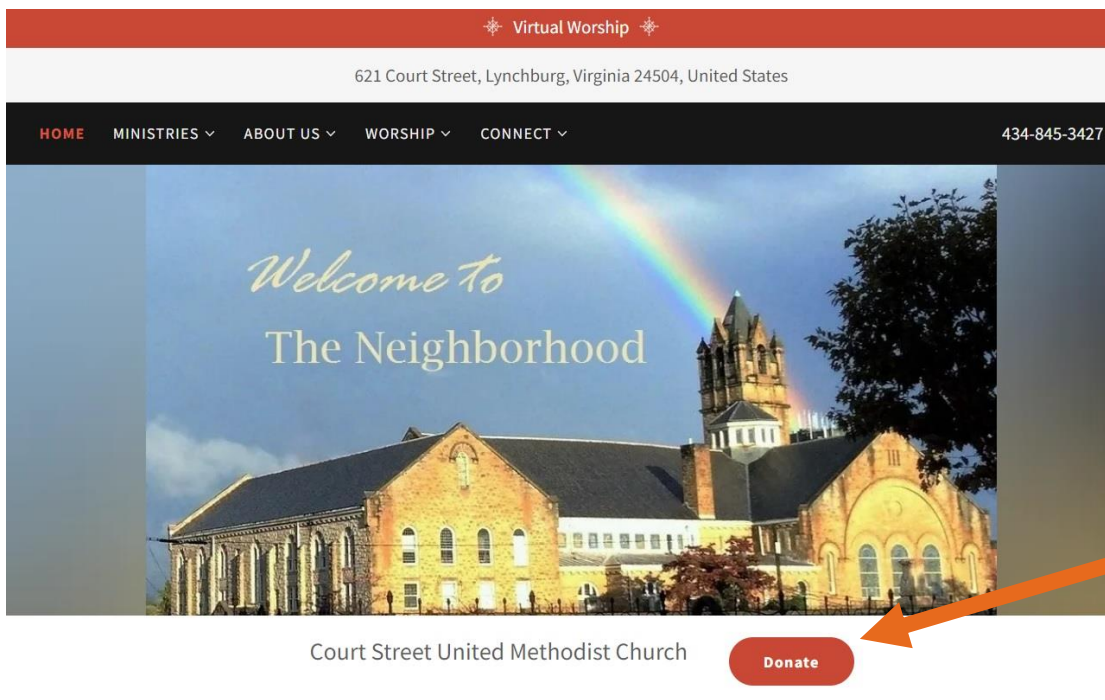 Virtual Worship
621 Court Street, Lynchburg, Virginia 24504, United States
HOME MINISTRIES ABOUT US WORSHIP CONNECT 434-845-3427
Welcome to
The Neighborhood
Court Street United Methodist Church Donate